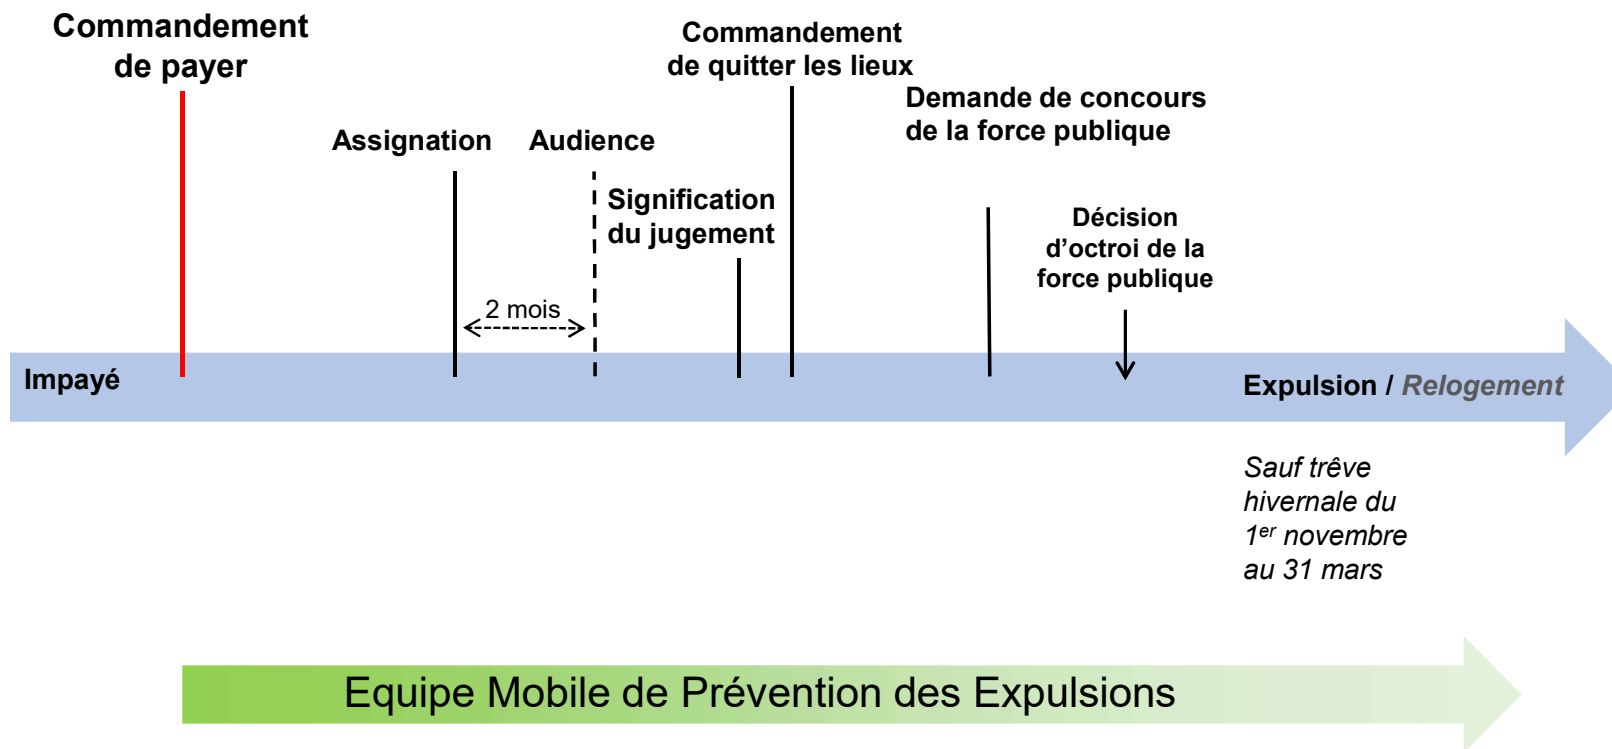 Commandement
de payer
Assignation
Audience
2 mois
Signification
du jugement
Commandement
de quitter les lieux
Demande de concours
de la force publique
Décision
d’octroi de la
force publique
Impayé
Expulsion / Relogement
Sauf trêve
hivernale du
1er novembre
au 31 mars
Equipe Mobile de Prévention des Expulsions